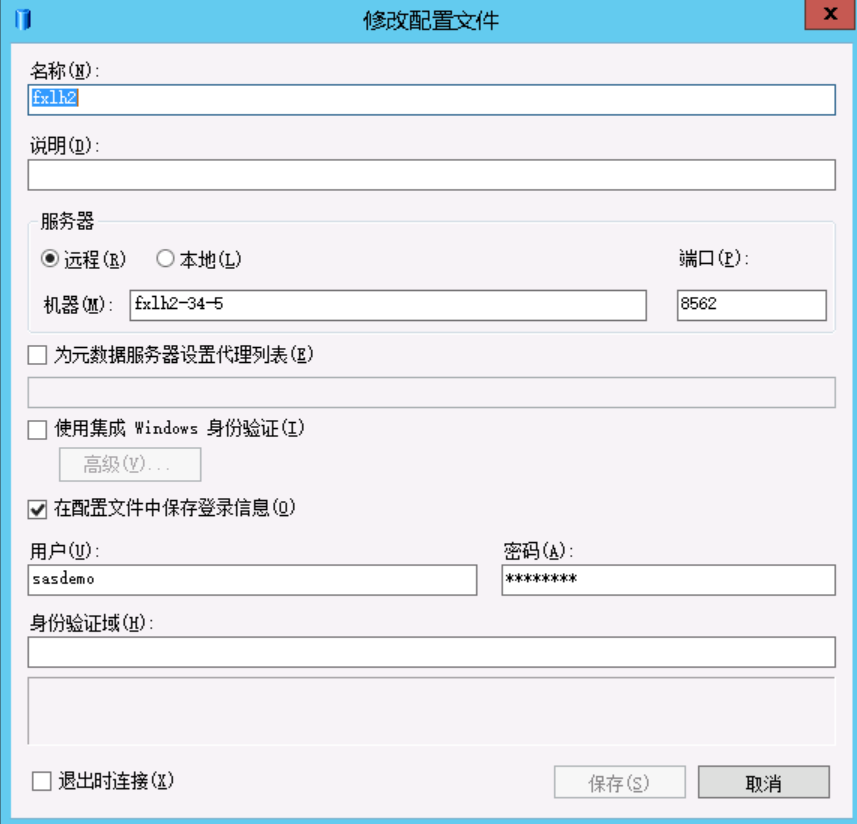 修改配置文件
x
名称(N):
fxlh2
说明(D):
服务器
远程(R) 本地(L) 端口(P):
机器(M): fxlh2-34-5 8562
为元数据服务器设置代理列表(E)
使用集成 Windows 身份验证(I)
高级(V)...
在配置文件中保存登录信息(O)
用户(U): 密码(A):
sasdemo ********
身份验证域(H):
退出时连接(X) 保存(S) 取消